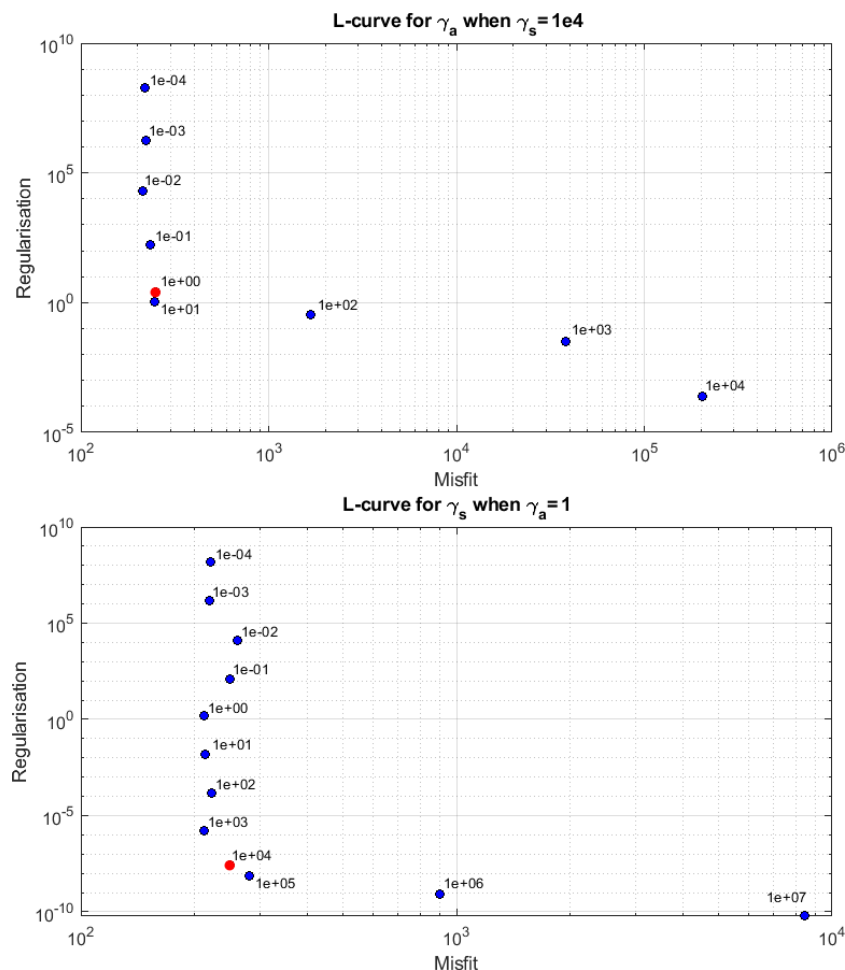 L-curve for γa when γs=1e4
10^10
1e-04
1e-03
10^5
1e-02
1e-01
1e+00
10^0
1e+01
1e+02
1e+03
1e+04
10^-5
10^2
10^3
10^4
10^5
10^6
Regularisation
Misfit
L-curve for γs when γa=1
10^10
1e-04
1e-03
10^5
1e-02
1e-01
1e+00
10^0
1e+01
1e+02
10^-5
1e+03
1e+04
1e+05
1e+06
1e+07
10^-10
10^2
10^3
10^4
Regularisation
Misfit